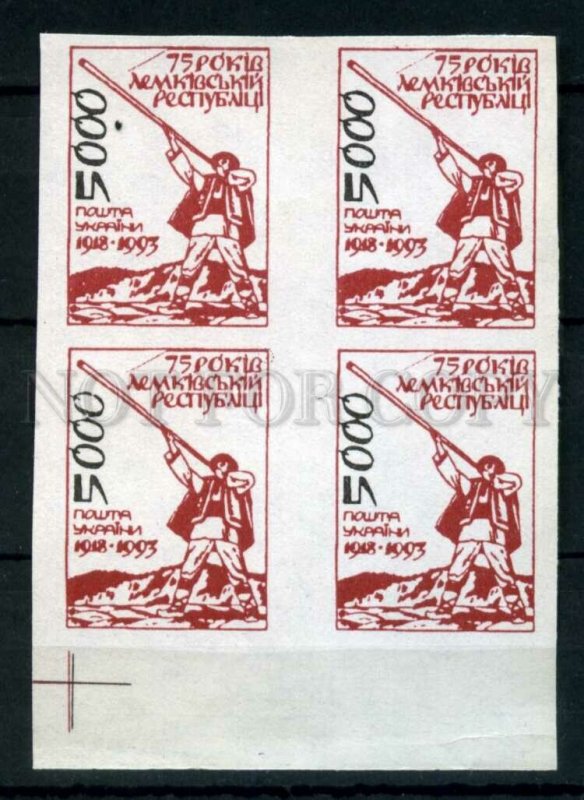 75 РОКІВ
ЛЕМКІВСЬКІЙ
РЕСПУБЛІЦІ
5000
ПОШТА
УКРАЇНИ
1918·1993
75 РОКІВ
ЛЕМКІВСЬКІЙ
РЕСПУБЛІЦІ
5000
ПОШТА
УКРАЇНИ
1918·1993
75 РОКІВ
ЛЕМКІВСЬКІЙ
РЕСПУБЛІЦІ
5000
ПОШТА
УКРАЇНИ
1918·1993
75 РОКІВ
ЛЕМКІВСЬКІЙ
РЕСПУБЛІЦІ
5000
ПОШТА
УКРАЇНИ
1918·1993
NOT FOR COPY